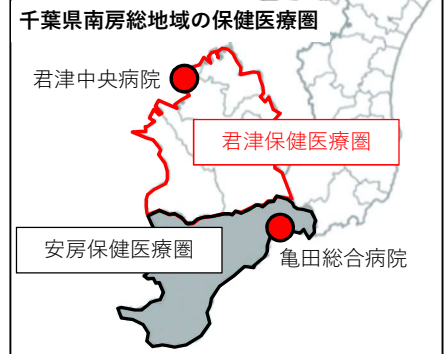 千葉県南房総地域の保健医療圏
君津中央病院
君津保健医療圏
安房保健医療圏
亀田総合病院